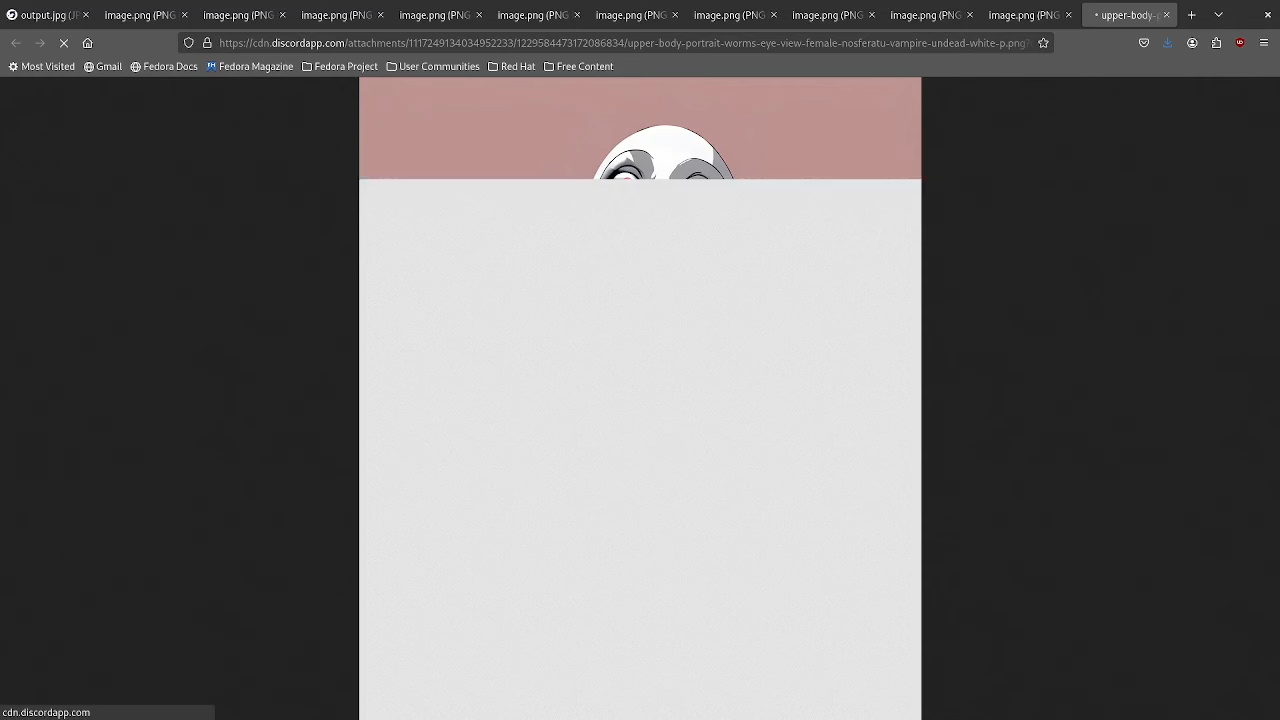 output.jpg (JP
image.png (PNG
image.png (PNG
image.png (PNG
image.png (PNG
image.png (PNG
image.png (PNG
image.png (PNG
image.png (PNG
image.png (PNG
image.png (PNG
upper-body-p
https://cdn.discordapp.com/attachments/1117249134034952233/1229584473172086834/upper-body-portrait-worms-eye-view-female-nosferatu-vampire-undead-white-p.png?
Most Visited
Gmail
Fedora Docs
Fedora Magazine
Fedora Project
User Communities
Red Hat
Free Content
cdn.discordapp.com